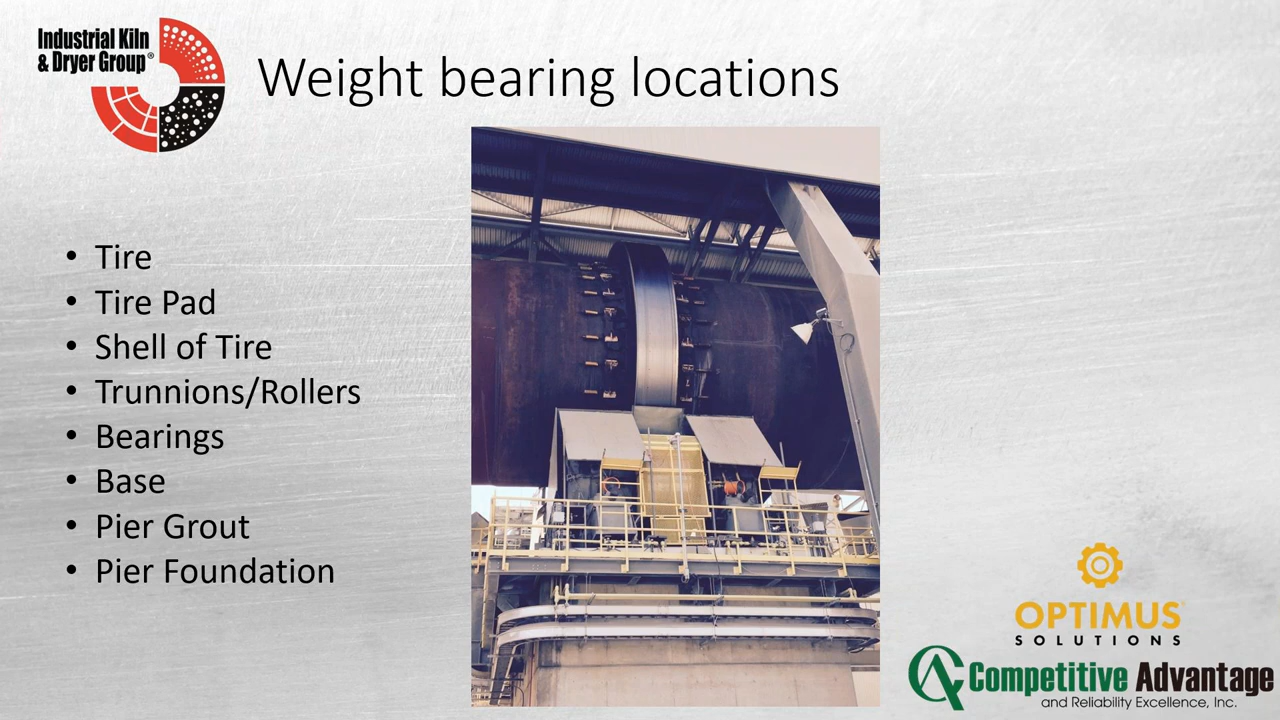 Industrial Kiln
& Dryer Group®
Weight bearing locations
• Tire
• Tire Pad
• Shell of Tire
• Trunnions/Rollers
• Bearings
• Base
• Pier Grout
• Pier Foundation
OPTIMUS
SOLUTIONS
Competitive Advantage
and Reliability Excellence, Inc.